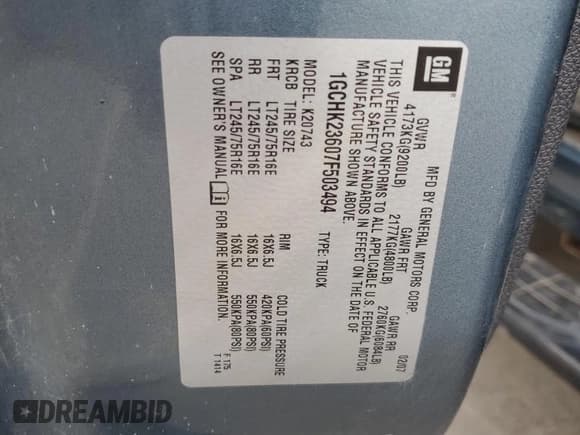 GM
MFD BY GENERAL MOTORS CORP. 02/07
GVWR GAWR FRT GAWR RR
4173KG(9200LB) 2177KG(4800LB) 2760KG(6084LB)
THIS VEHICLE CONFORMS TO ALL APPLICABLE U.S. FEDERAL MOTOR
VEHICLE SAFETY STANDARDS IN EFFECT ON THE DATE OF
MANUFACTURE SHOWN ABOVE.
1GCHK23607F503494 TYPE: TRUCK
MODEL: K20743
KRCB TIRE SIZE RIM COLD TIRE PRESSURE
FRT LT245/75R16E 16X6.5J 420KPA(60PSI)
RR LT245/75R16E 16X6.5J 550KPA(80PSI)
SPA LT245/75R16E 16X6.5J 550KPA(80PSI)
SEE OWNER'S MANUAL i FOR MORE INFORMATION.
F 175
T 1414
DREAMBID